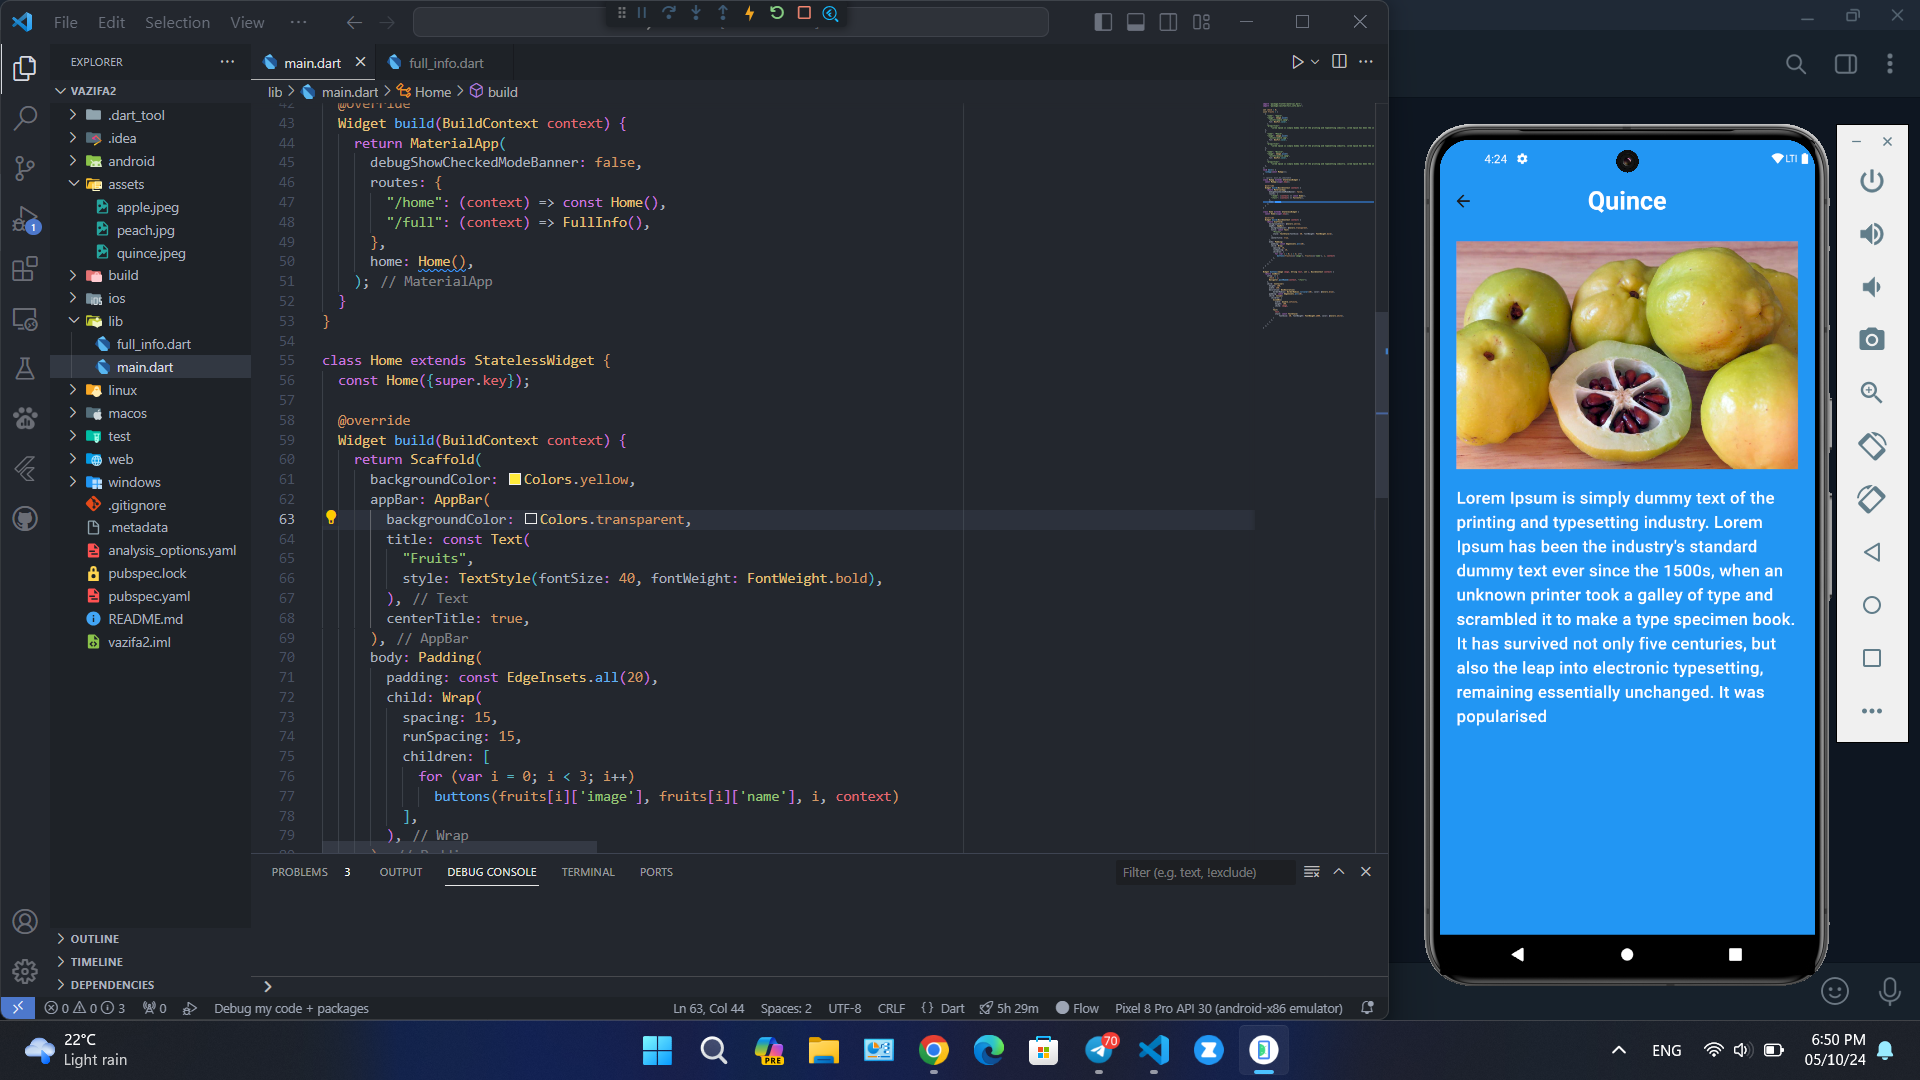 File Edit Selection View ···
EXPLORER
main.dart
full_info.dart
VAZIFA2
lib > main.dart > Home > build
.dart_tool
.idea
android
assets
apple.jpeg
peach.jpg
quince.jpeg
build
ios
lib
full_info.dart
main.dart
linux
macos
test
web
windows
.gitignore
.metadata
analysis_options.yaml
pubspec.lock
pubspec.yaml
README.md
vazifa2.iml
OUTLINE
TIMELINE
DEPENDENCIES
42 @override
43 Widget build(BuildContext context) {
44 return MaterialApp(
45 debugShowCheckedModeBanner: false,
46 routes: {
47 "/home": (context) => const Home(),
48 "/full": (context) => FullInfo(),
49 },
50 home: Home(),
51 ); // MaterialApp
52 }
53 }
54
55 class Home extends StatelessWidget {
56 const Home({super.key});
57
58 @override
59 Widget build(BuildContext context) {
60 return Scaffold(
61 backgroundColor: Colors.yellow,
62 appBar: AppBar(
63 backgroundColor: Colors.transparent,
64 title: const Text(
65 "Fruits",
66 style: TextStyle(fontSize: 40, fontWeight: FontWeight.bold),
67 ), // Text
68 centerTitle: true,
69 ), // AppBar
70 body: Padding(
71 padding: const EdgeInsets.all(20),
72 child: Wrap(
73 spacing: 15,
74 runSpacing: 15,
75 children: [
76 for (var i = 0; i < 3; i++)
77 buttons(fruits[i]['image'], fruits[i]['name'], i, context)
78 ],
79 ), // Wrap
PROBLEMS 3 OUTPUT DEBUG CONSOLE TERMINAL PORTS
Filter (e.g. text, !exclude)
0 0 3 0 Debug my code + packages
Ln 63, Col 44 Spaces: 2 UTF-8 CRLF {} Dart 5h 29m Flow Pixel 8 Pro API 30 (android-x86 emulator)
4:24
LTE
Quince
Lorem Ipsum is simply dummy text of the
printing and typesetting industry. Lorem
Ipsum has been the industry's standard
dummy text ever since the 1500s, when an
unknown printer took a galley of type and
scrambled it to make a type specimen book.
It has survived not only five centuries, but
also the leap into electronic typesetting,
remaining essentially unchanged. It was
popularised
1
22°C
Light rain
PRE
70
ENG
6:50 PM
05/10/24